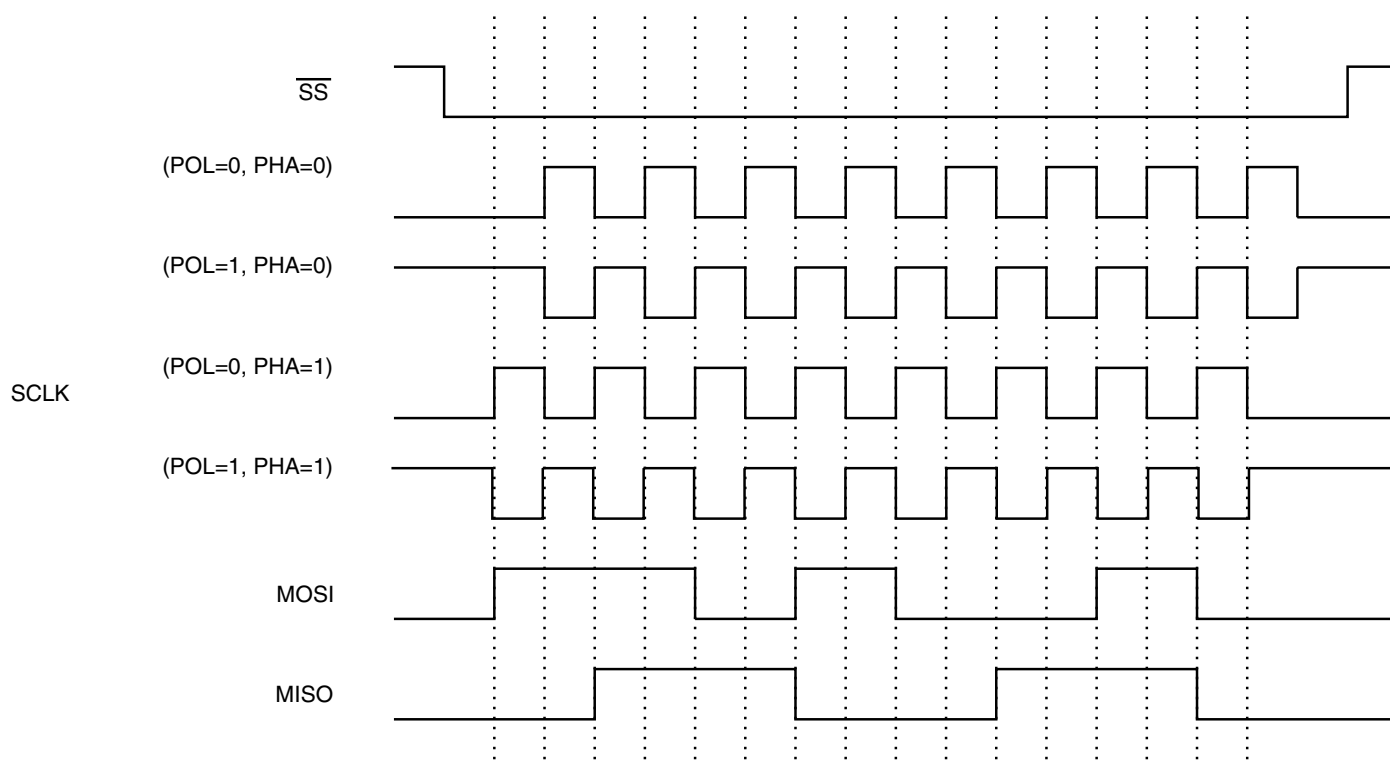 SS
(POL=0, PHA=0)
(POL=1, PHA=0)
(POL=0, PHA=1)
SCLK
(POL=1, PHA=1)
MOSI
MISO